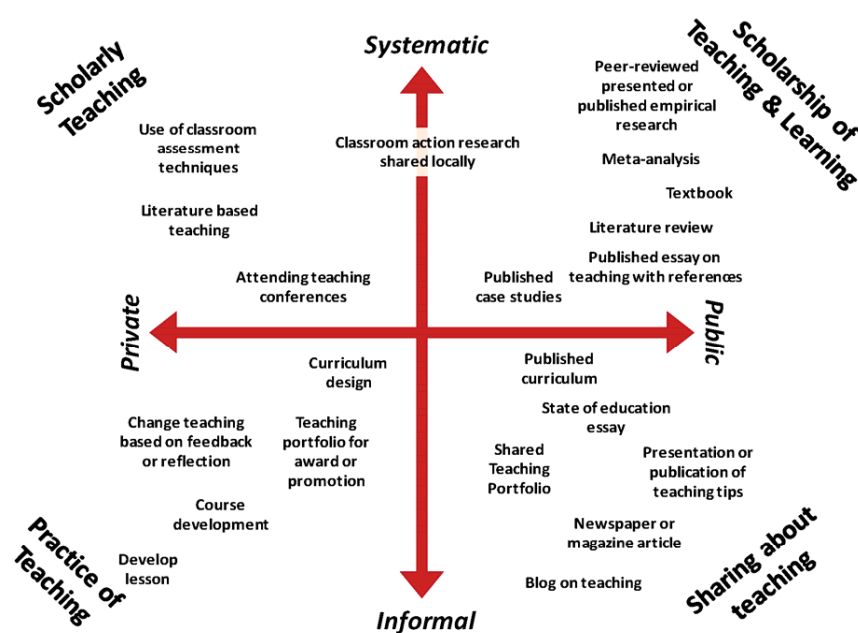 Systematic
Scholarly
Teaching
Scholarship of
Teaching & Learning
Peer-reviewed
presented or
published empirical
research
Use of classroom
assessment
techniques
Classroom action research
shared locally
Meta-analysis
Textbook
Literature based
teaching
Literature review
Published essay on
teaching with references
Attending teaching
conferences
Published
case studies
Private
Public
Curriculum
design
Published
curriculum
State of education
essay
Change teaching
based on feedback
or reflection
Teaching
portfolio for
award or
promotion
Shared
Teaching
Portfolio
Presentation or
publication of
teaching tips
Course
development
Newspaper or
magazine article
Develop
lesson
Blog on teaching
Practice of
Teaching
Sharing about
teaching
Informal